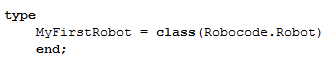 type
    MyFirstRobot = class(Robocode.Robot)
    end;